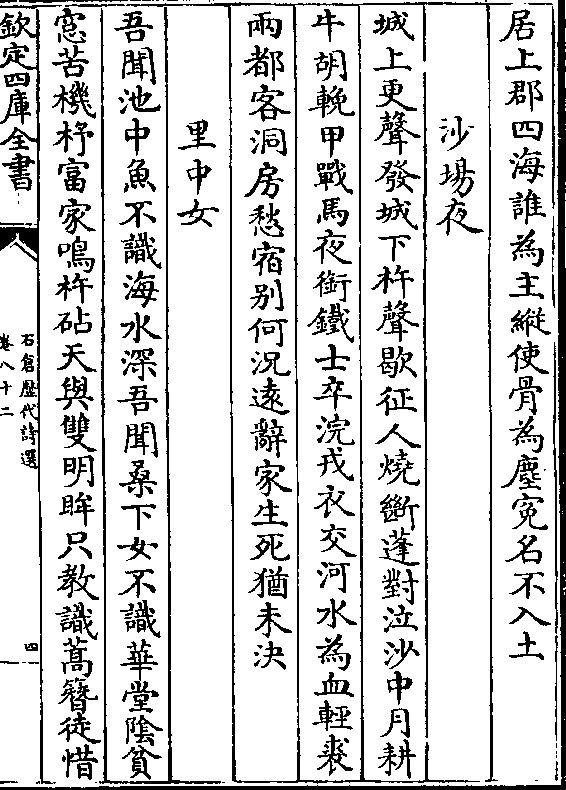 居上郡四海誰為主縱使骨為塵寃名不入土
沙場夜
城上更聲發城下杵聲歇征人燒斷蓬對泣沙中月耕
牛朝輓甲戰馬夜銜鐵士卒浣戎衣交河水為血輕裘
兩都客洞房愁宿别何況逺辭家生死猶未決
里中女
吾聞池中魚不識海水深吾聞桑下女不識華堂隂貧
窓苦機杼富家鳴杵砧天與雙明眸只教識蒿簪徒惜
欽定四庫全書
石倉歴代詩選
卷八十二
四